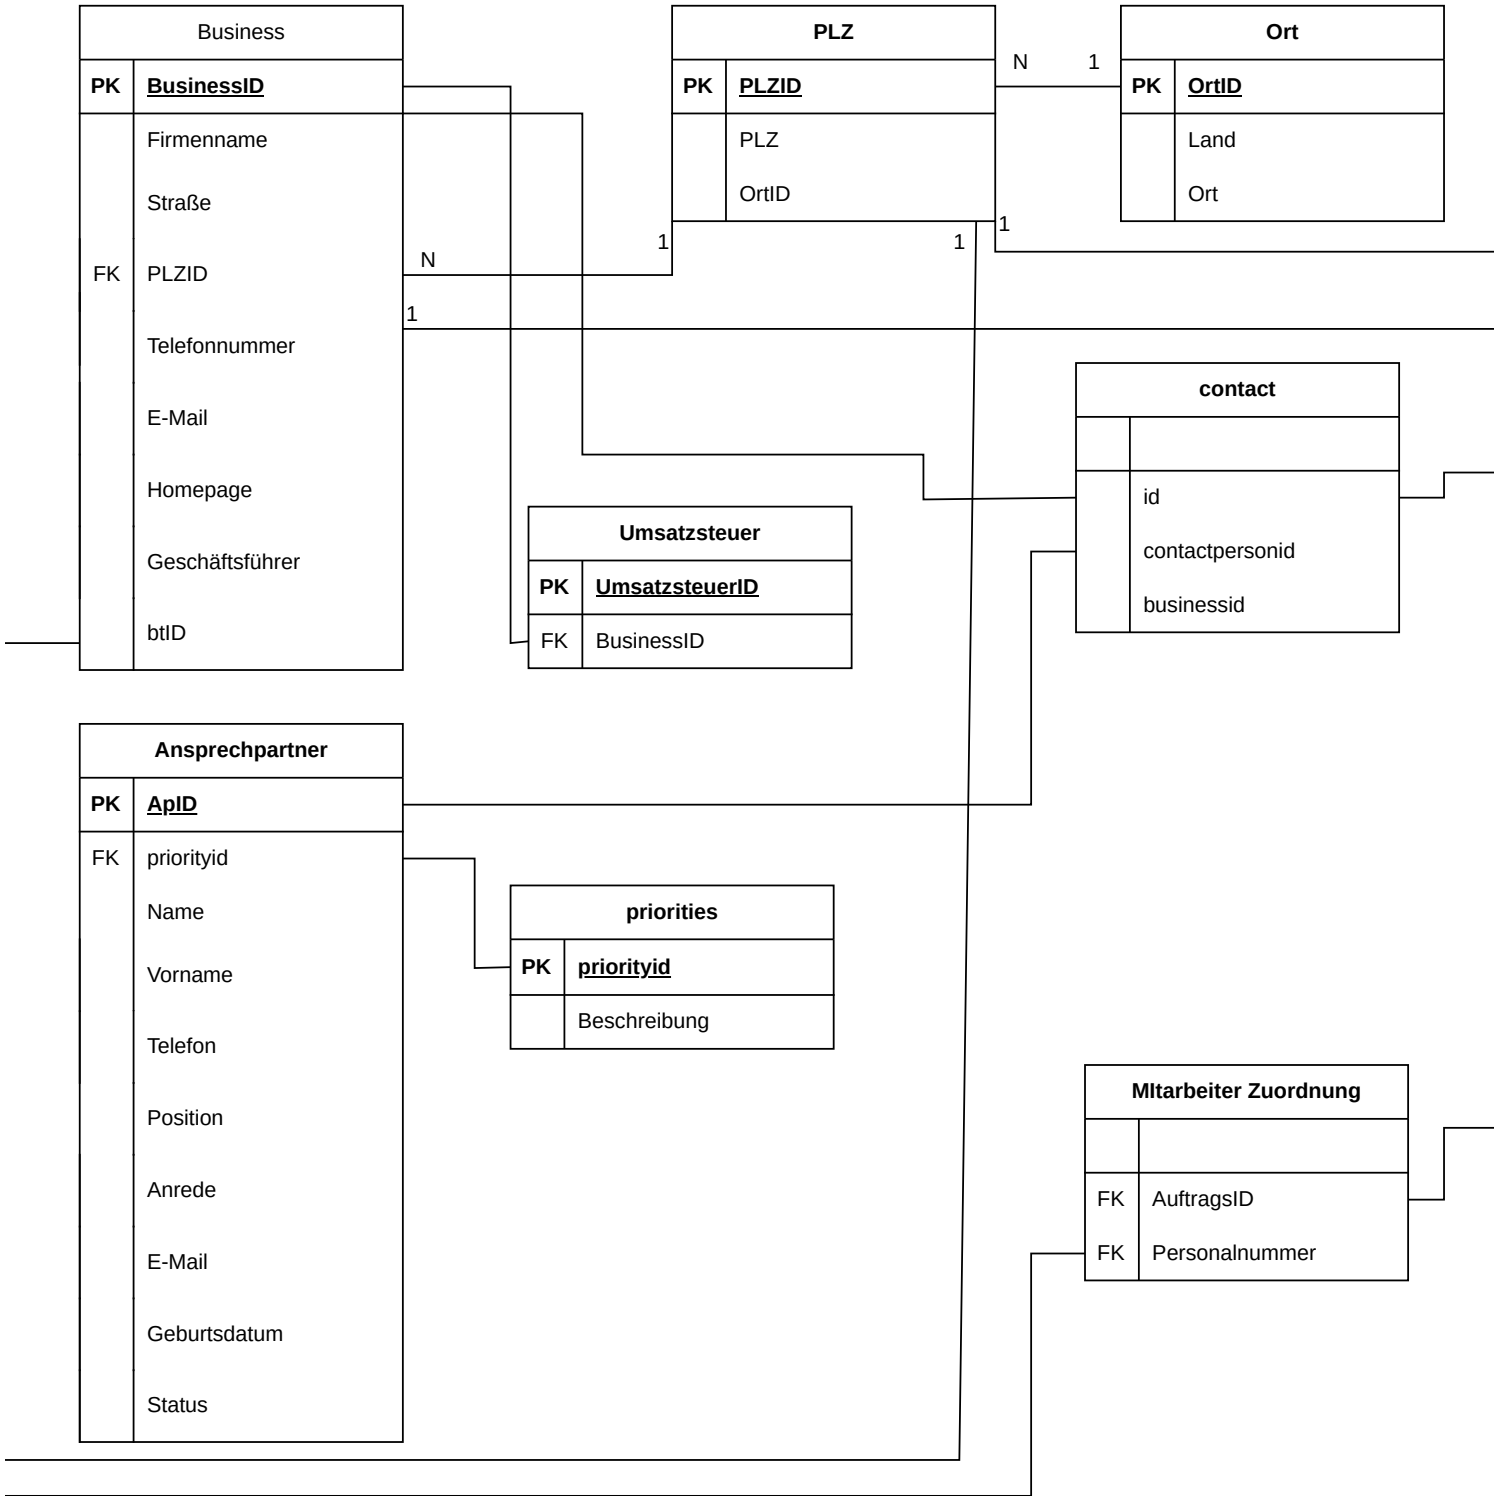 Business
PK BusinessID
Firmenname
Straße
FK PLZID
Telefonnummer
E-Mail
Homepage
Geschäftsführer
btID
N
1
1
PLZ
PK PLZID
PLZ
OrtID
N 1
1
1
Ort
PK OrtID
Land
Ort
contact
id
contactpersonid
businessid
Umsatzsteuer
PK UmsatzsteuerID
FK BusinessID
Ansprechpartner
PK ApID
FK priorityid
Name
Vorname
Telefon
Position
Anrede
E-Mail
Geburtsdatum
Status
priorities
PK priorityid
Beschreibung
MItarbeiter Zuordnung
FK AuftragsID
FK Personalnummer